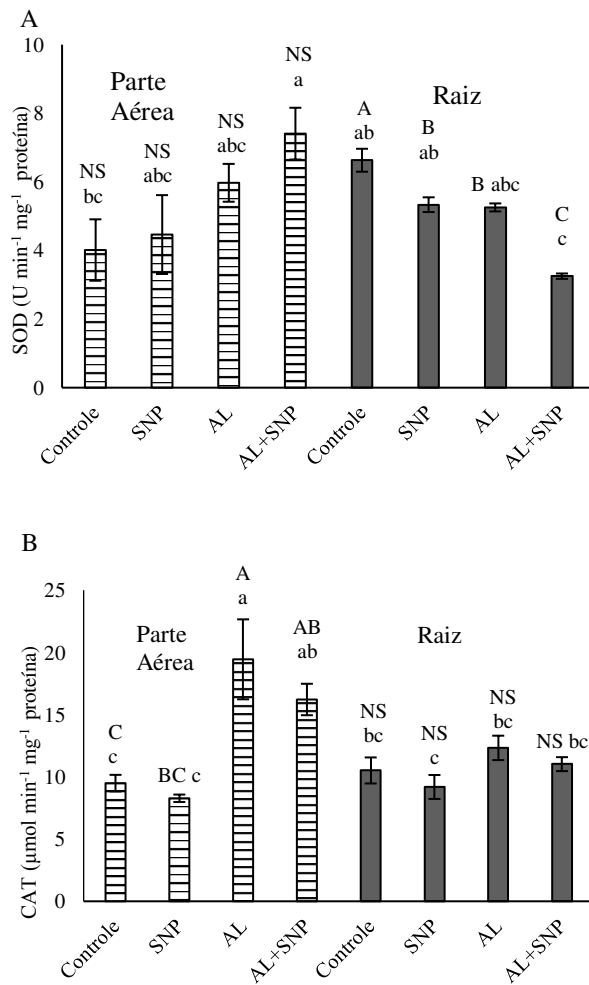 A
SOD (U min⁻¹ mg⁻¹ proteína)
10
8
6
4
2
0
Parte
Aérea
Raiz
NS
bc
NS
abc
NS
abc
NS
a
A
ab
B
ab
B abc
C
c
Controle
SNP
AL
AL+SNP
Controle
SNP
AL
AL+SNP
B
CAT (µmol min⁻¹ mg⁻¹ proteína)
25
20
15
10
5
0
Parte
Aérea
Raiz
C
c
BC c
A
a
AB
ab
NS
bc
NS
c
NS
bc
NS bc
Controle
SNP
AL
AL+SNP
Controle
SNP
AL
AL+SNP